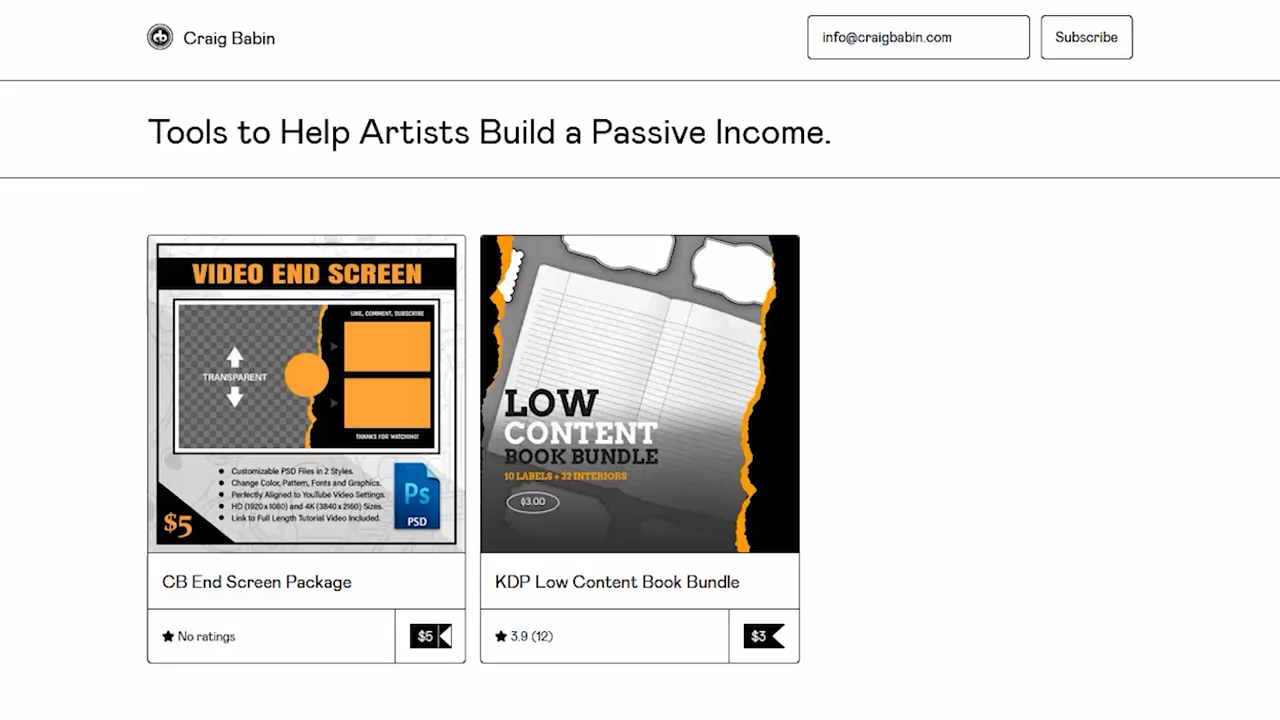 Craig Babin
info@craigbabin.com
Subscribe
Tools to Help Artists Build a Passive Income.
VIDEO END SCREEN
LIKE, COMMENT, SUBSCRIBE
TRANSPARENT
THANKS FOR WATCHING!
Customizable PSD Files in 2 Styles.
Change Color, Pattern, Fonts and Graphics.
Perfectly Aligned to YouTube Video Settings.
HD (1920 x 1080) and 4K (3840 x 2160) Sizes.
Link to Full Length Tutorial Video Included.
$5
Ps
PSD
LOW
CONTENT
BOOK BUNDLE
10 LABELS + 32 INTERIORS
$3.00
CB End Screen Package
No ratings
$5
KDP Low Content Book Bundle
3.9 (12)
$3